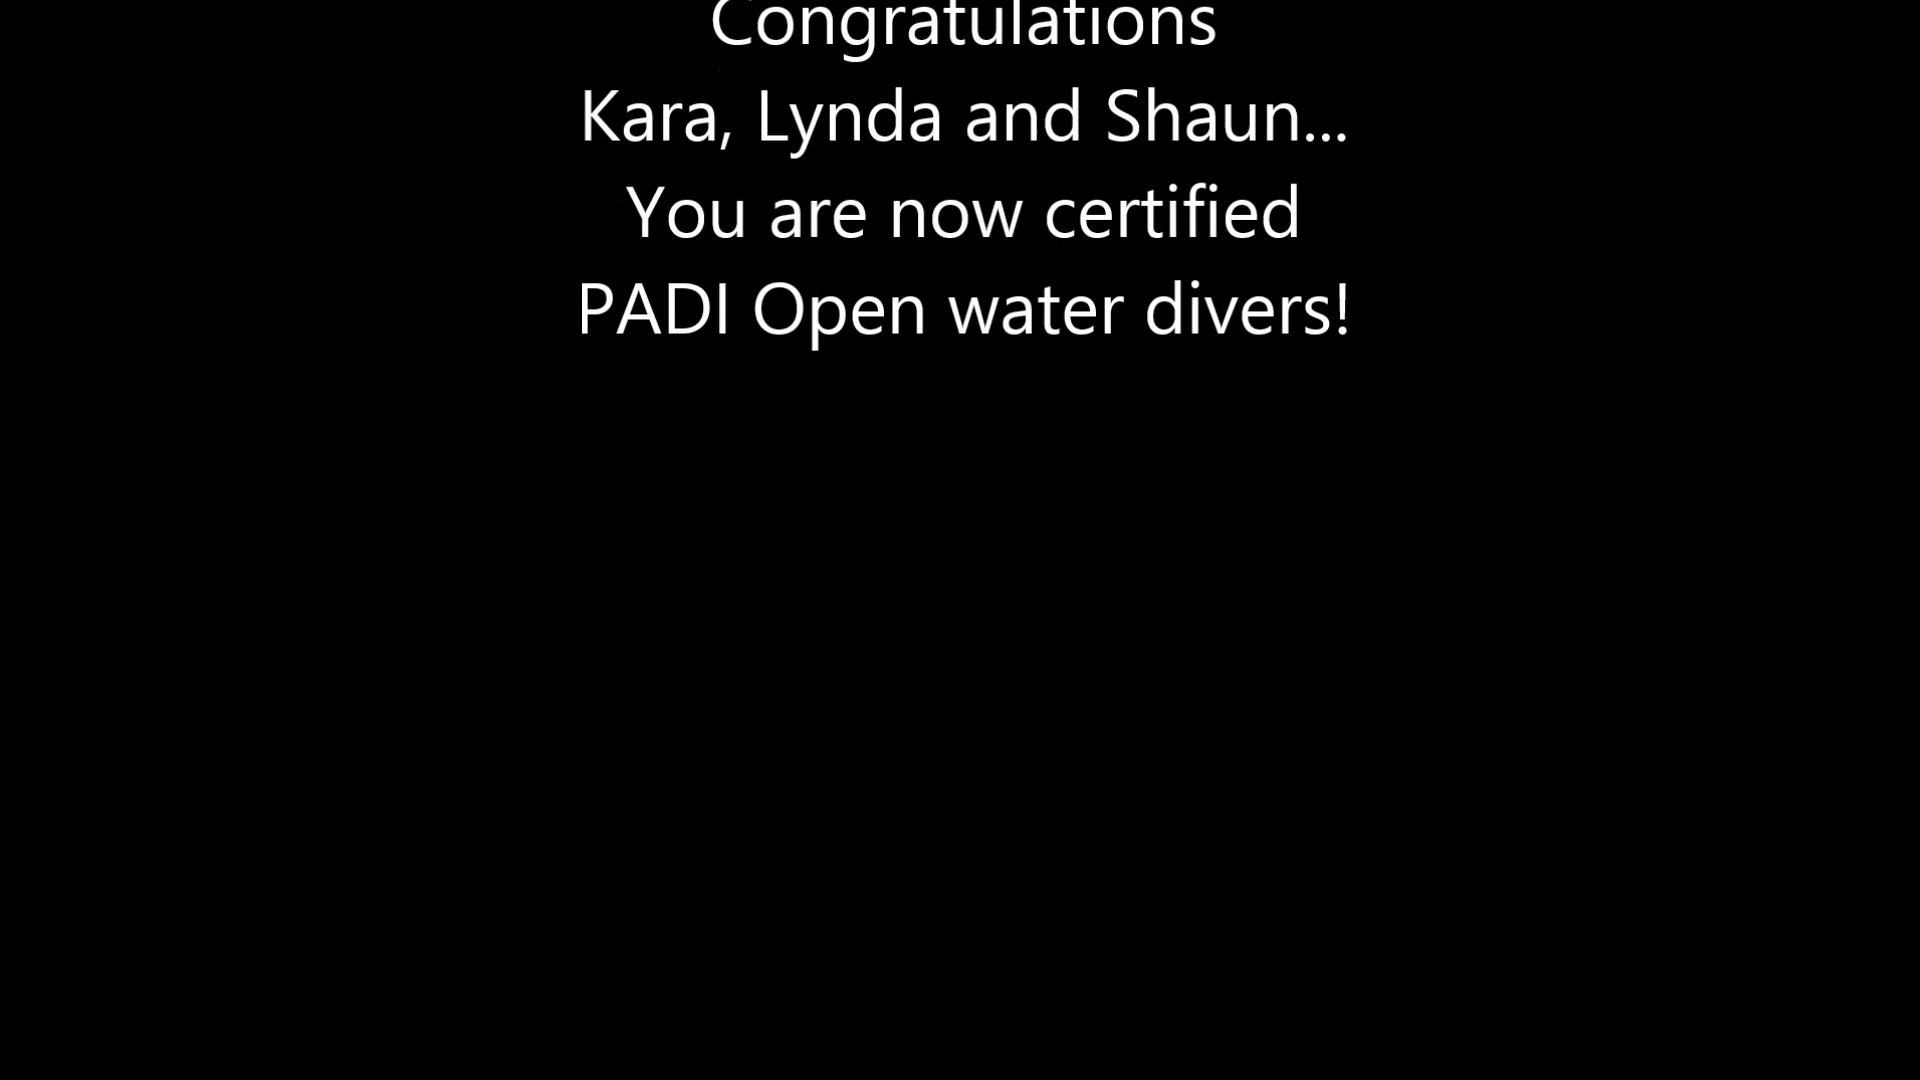 Congratulations
Kara, Lynda and Shaun...
You are now certified
PADI Open water divers!